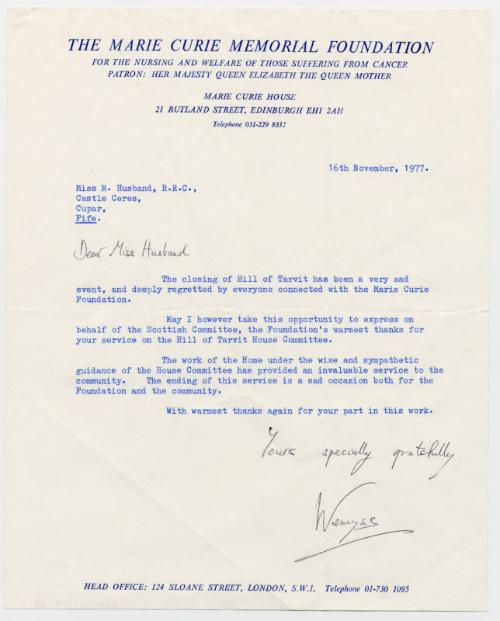 THE MARIE CURIE MEMORIAL FOUNDATION
FOR THE NURSING AND WELFARE OF THOSE SUFFERING FROM CANCER
PATRON: HER MAJESTY QUEEN ELIZABETH THE QUEEN MOTHER
MARIE CURIE HOUSE
21 RUTLAND STREET, EDINBURGH EH1 2AH
Telephone 031-229 8332
16th November, 1977.
Miss M. Husband, R.R.C.,
Castle Ceres,
Cupar,
Fife.
Dear Miss Husband
The closing of Hill of Tarvit has been a very sad
event, and deeply regretted by everyone connected with the Marie Curie
Foundation.
May I however take this opportunity to express on
behalf of the Scottish Committee, the Foundation's warmest thanks for
your service on the Hill of Tarvit House Committee.
The work of the Home under the wise and sympathetic
guidance of the House Committee has provided an invaluable service to the
community. The ending of this service is a sad occasion both for the
Foundation and the community.
With warmest thanks again for your part in this work.
Yours specially gratefully
Wemyss
HEAD OFFICE: 124 SLOANE STREET, LONDON, S.W.1. Telephone 01-730 1095